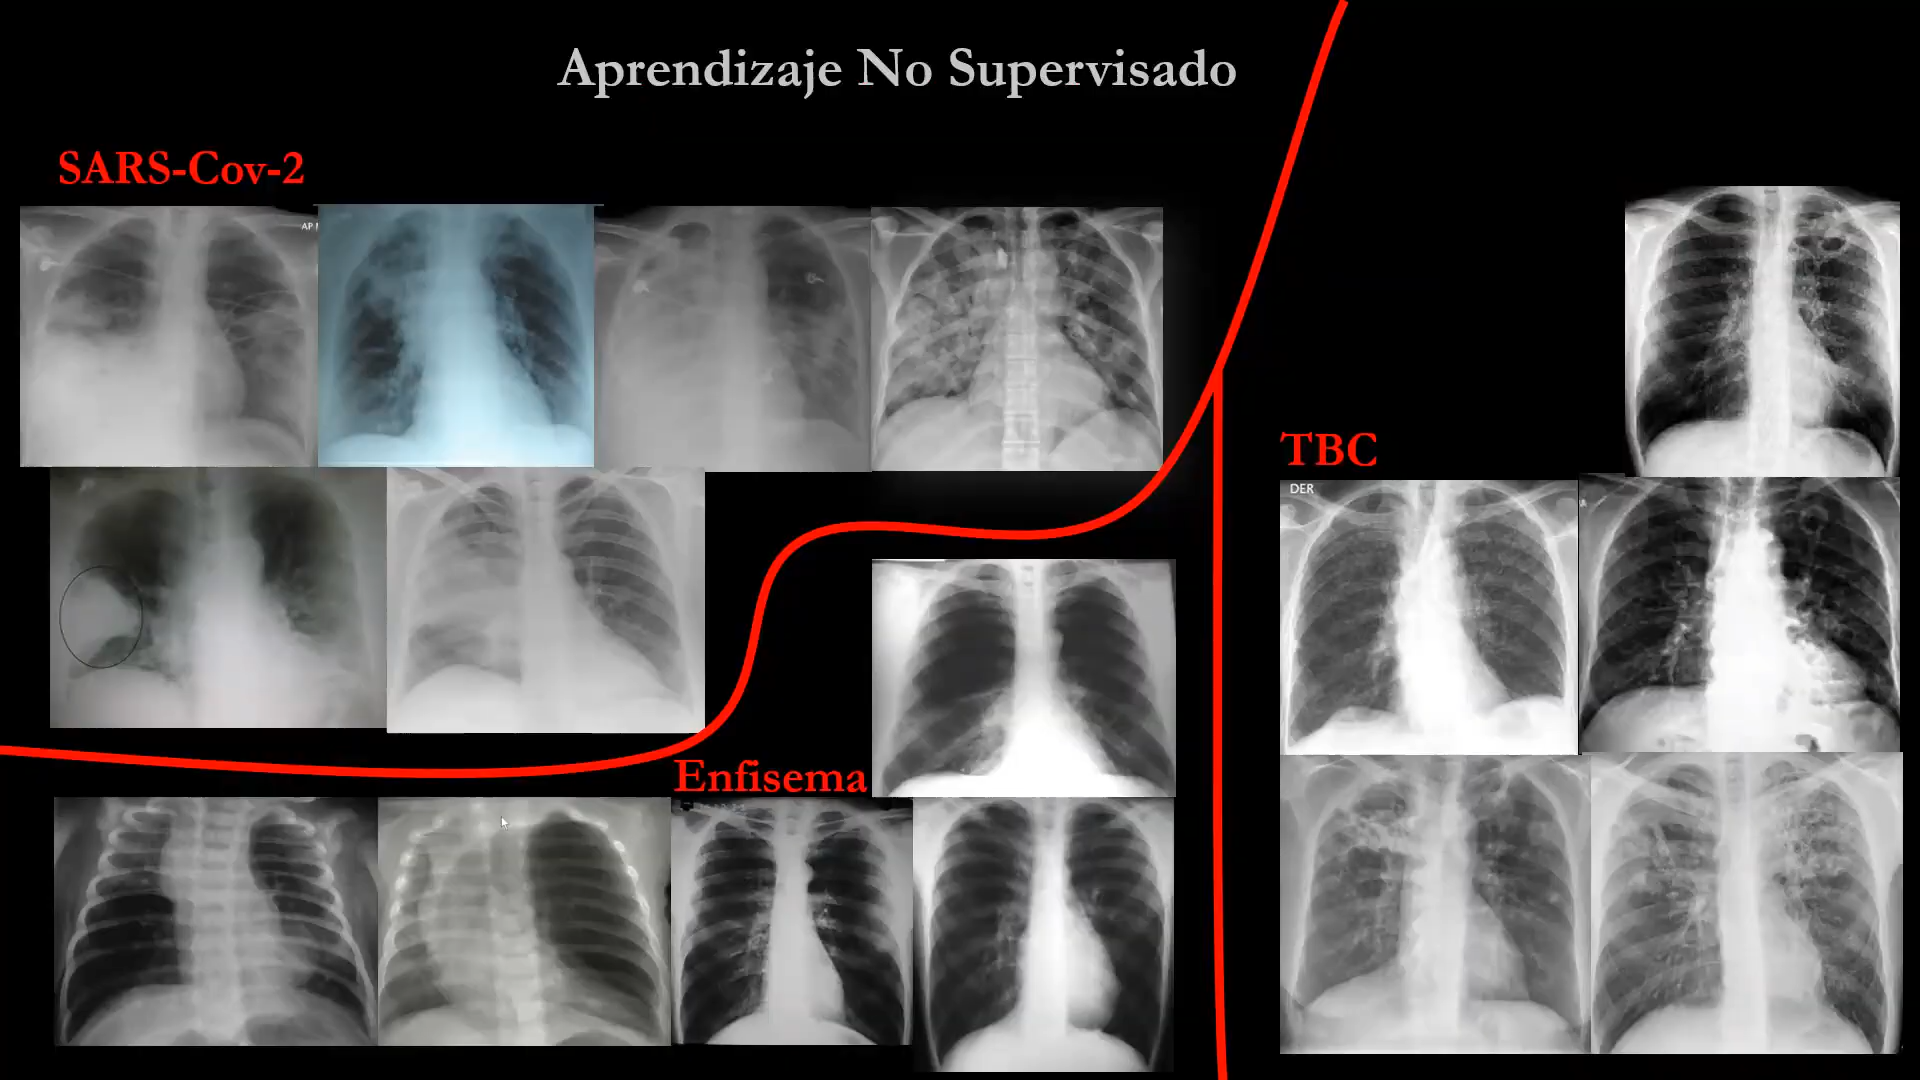 Aprendizaje No Supervisado
SARS-Cov-2
AP
TBC
DER
Enfisema